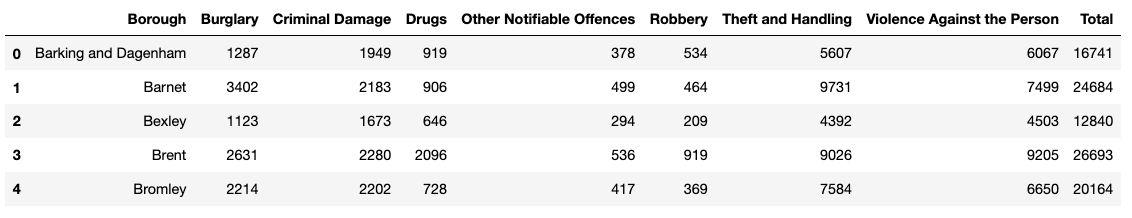 Borough Burglary Criminal Damage Drugs Other Notifiable Offences Robbery Theft and Handling Violence Against the Person Total
0 Barking and Dagenham 1287 1949 919 378 534 5607 6067 16741
1 Barnet 3402 2183 906 499 464 9731 7499 24684
2 Bexley 1123 1673 646 294 209 4392 4503 12840
3 Brent 2631 2280 2096 536 919 9026 9205 26693
4 Bromley 2214 2202 728 417 369 7584 6650 20164